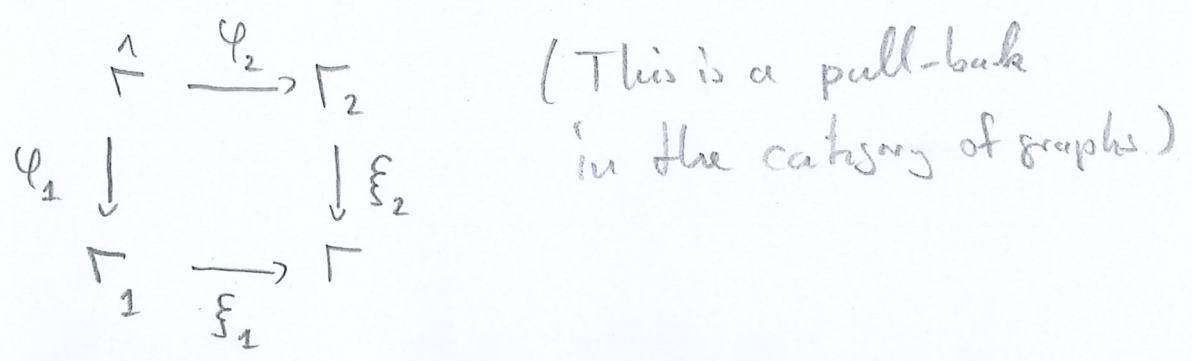 Γ̂ φ₂ Γ₂ (This is a pull-back
φ₁ ξ₂ in the category of graphs.)
Γ₁ ξ₁ Γ